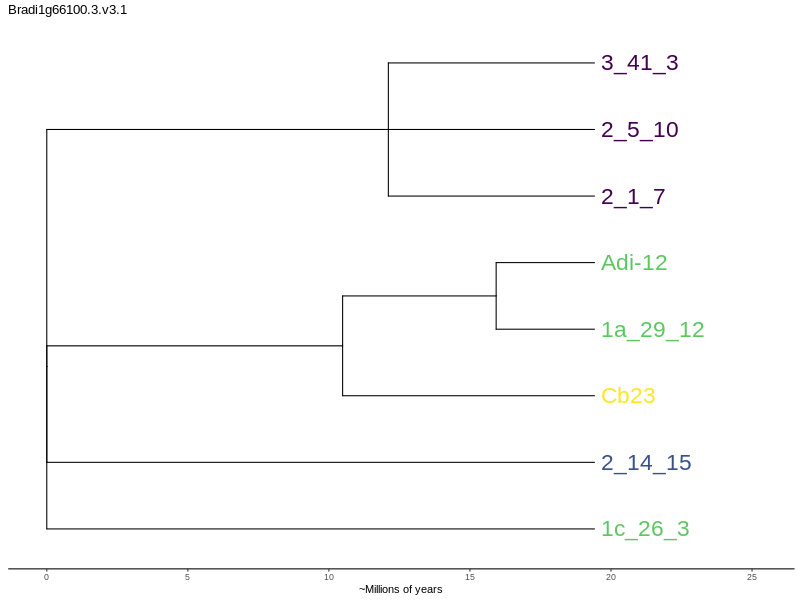 Bradi1g66100.3.v3.1
3_41_3
2_5_10
2_1_7
Adi-12
1a_29_12
Cb23
2_14_15
1c_26_3
0 5 10 15 20 25
~Millions of years